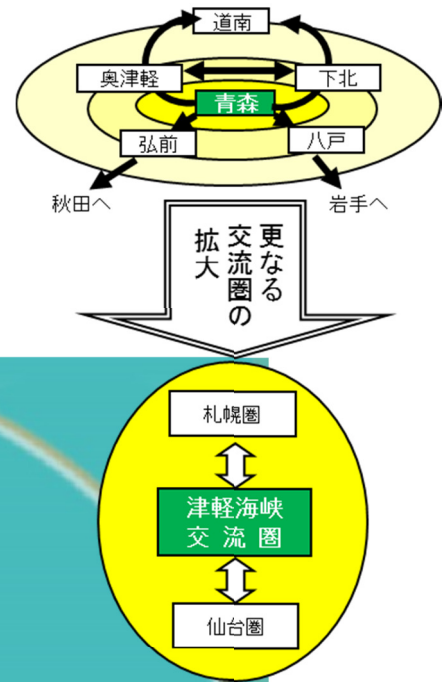 道南
奥津軽
下北
青森
弘前
八戸
秋田へ
岩手へ
更なる
交流圏の
拡大
札幌圏
津軽海峡
交流圏
仙台圏